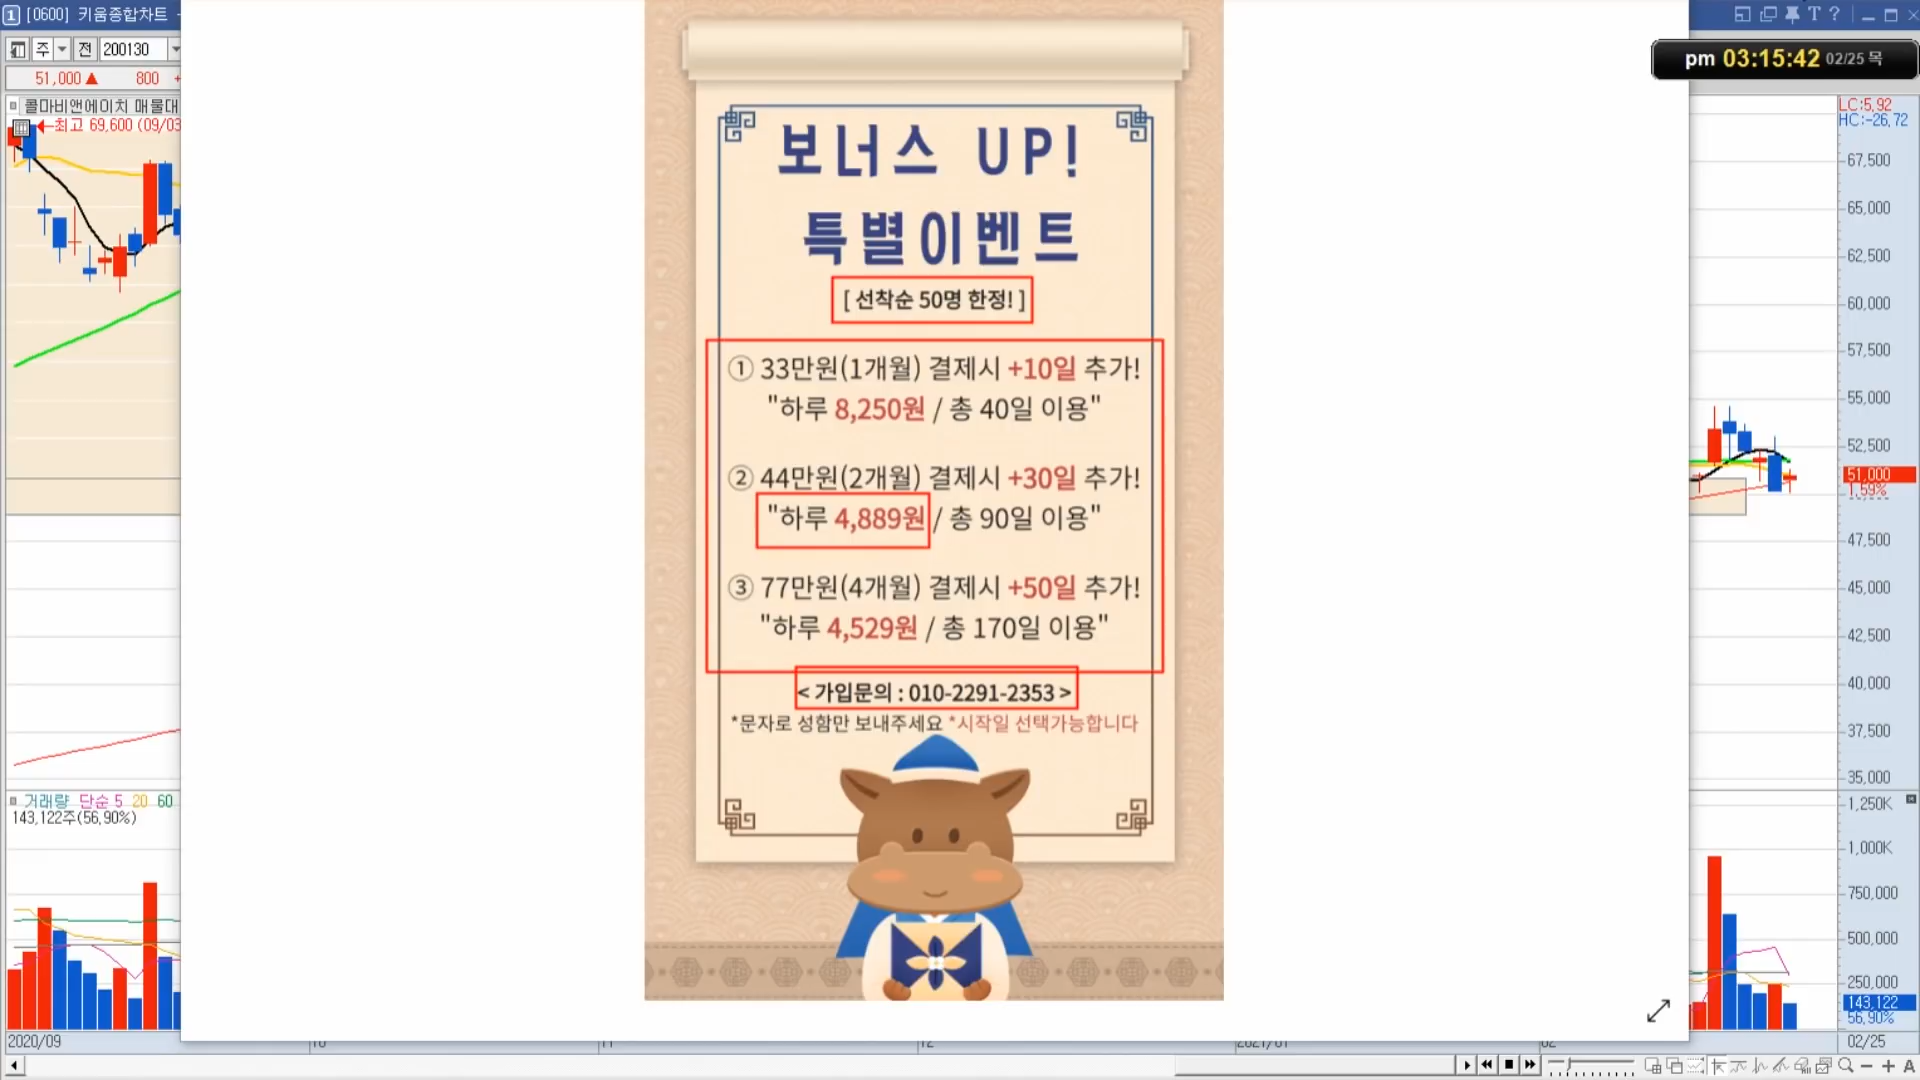 1 [0600] 키움종합차트
T ?
주 전 200130
pm 03:15:42 02/25 목
51,000 ▲ 800
콜마비앤에이치 매물대
최고 69,600 (09/03
LC:5,92
HC:-26,72
보너스 UP!
특별이벤트
[ 선착순 50명 한정! ]
① 33만원(1개월) 결제시 +10일 추가!
"하루 8,250원 / 총 40일 이용"
② 44만원(2개월) 결제시 +30일 추가!
"하루 4,889원 / 총 90일 이용"
③ 77만원(4개월) 결제시 +50일 추가!
"하루 4,529원 / 총 170일 이용"
< 가입문의 : 010-2291-2353 >
*문자로 성함만 보내주세요 *시작일 선택가능합니다
67,500
65,000
62,500
60,000
57,500
55,000
52,500
51,000
1,59%
47,500
45,000
42,500
40,000
37,500
35,000
거래량 단순 5 20 60
143,122주(56,90%)
1,250K
1,000K
750,000
500,000
250,000
143,122
56,90%
2020/09 10 11 12 2021/01 02 02/25
A